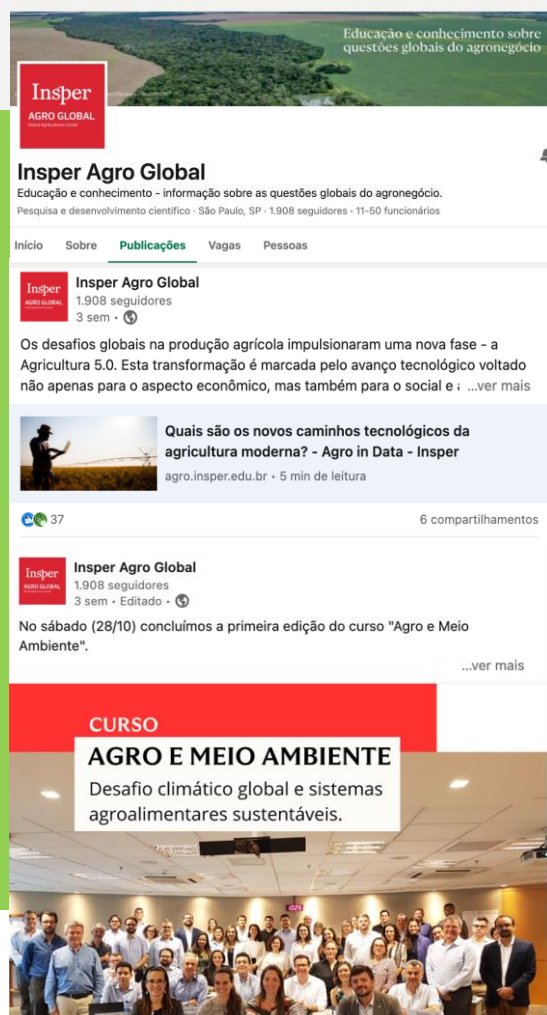 Educação e conhecimento sobre
questões globais do agronegócio
Insper
AGRO GLOBAL
Insper Agro Global
Educação e conhecimento - informação sobre as questões globais do agronegócio.
Pesquisa e desenvolvimento científico · São Paulo, SP · 1.908 seguidores · 11-50 funcionários
Início Sobre Publicações Vagas Pessoas
Insper
AGRO GLOBAL
Insper Agro Global
1.908 seguidores
3 sem •
Os desafios globais na produção agrícola impulsionaram uma nova fase - a
Agricultura 5.0. Esta transformação é marcada pelo avanço tecnológico voltado
não apenas para o aspecto econômico, mas também para o social e ...ver mais
Quais são os novos caminhos tecnológicos da
agricultura moderna? - Agro in Data - Insper
agro.insper.edu.br • 5 min de leitura
37 6 compartilhamentos
Insper
AGRO GLOBAL
Insper Agro Global
1.908 seguidores
3 sem • Editado •
No sábado (28/10) concluímos a primeira edição do curso "Agro e Meio
Ambiente".
...ver mais
CURSO
AGRO E MEIO AMBIENTE
Desafio climático global e sistemas
agroalimentares sustentáveis.